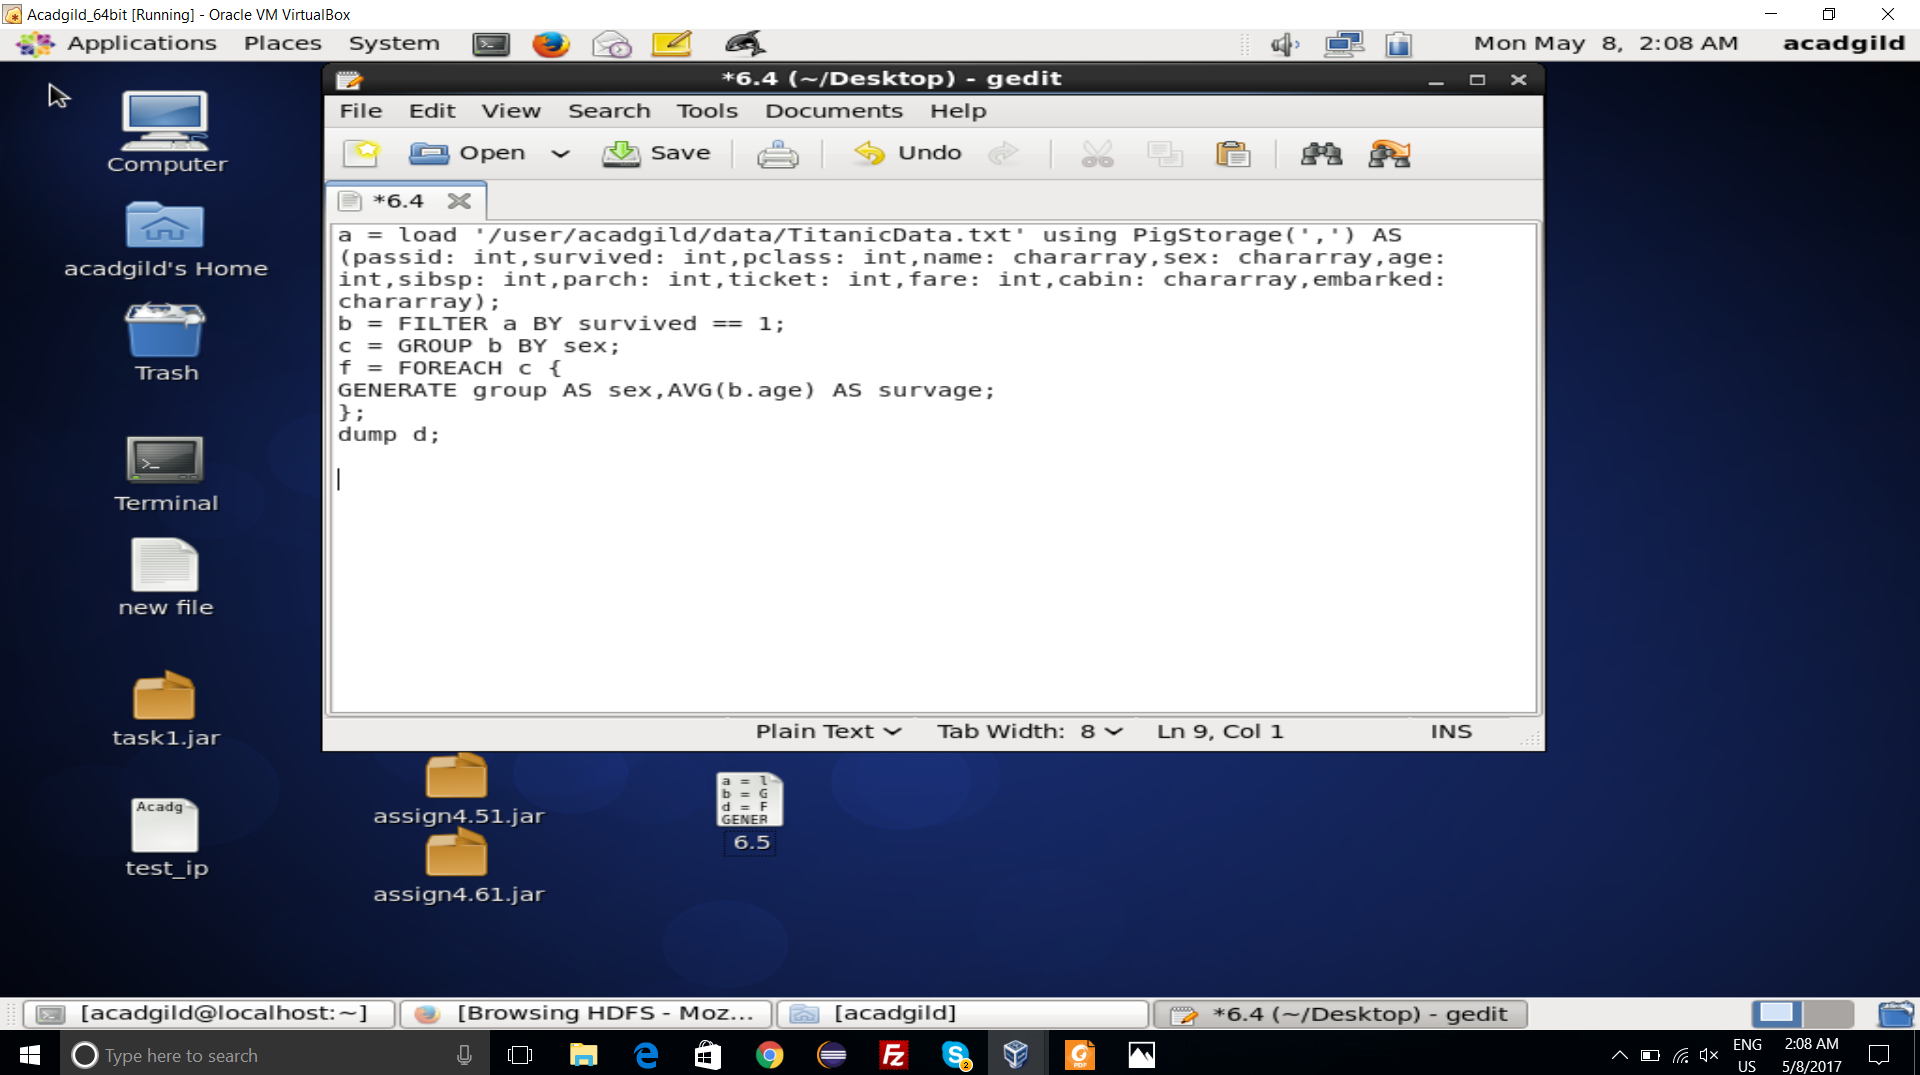 Acadgild_64bit [Running] - Oracle VM VirtualBox
Applications Places System Mon May 8, 2:08 AM acadgild
*6.4 (~/Desktop) - gedit
File Edit View Search Tools Documents Help
Open Save Undo
*6.4
a = load '/user/acadgild/data/TitanicData.txt' using PigStorage(',') AS
(passid: int,survived: int,pclass: int,name: chararray,sex: chararray,age:
int,sibsp: int,parch: int,ticket: int,fare: int,cabin: chararray,embarked:
chararray);
b = FILTER a BY survived == 1;
c = GROUP b BY sex;
f = FOREACH c {
GENERATE group AS sex,AVG(b.age) AS survage;
};
dump d;
Plain Text Tab Width: 8 Ln 9, Col 1 INS
Computer
acadgild's Home
Trash
Terminal
new file
task1.jar
Acadg
test_ip
assign4.51.jar
assign4.61.jar
a = l
b = G
d = F
GENER
6.5
[acadgild@localhost:~] [Browsing HDFS - Moz... [acadgild] *6.4 (~/Desktop) - gedit
Type here to search
ENG
US
2:08 AM
5/8/2017